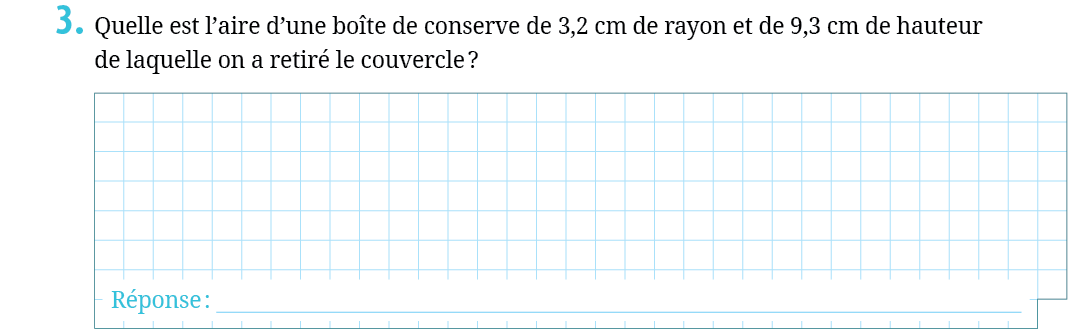 3. Quelle est l’aire d’une boîte de conserve de 3,2 cm de rayon et de 9,3 cm de hauteur
de laquelle on a retiré le couvercle ?
Réponse :